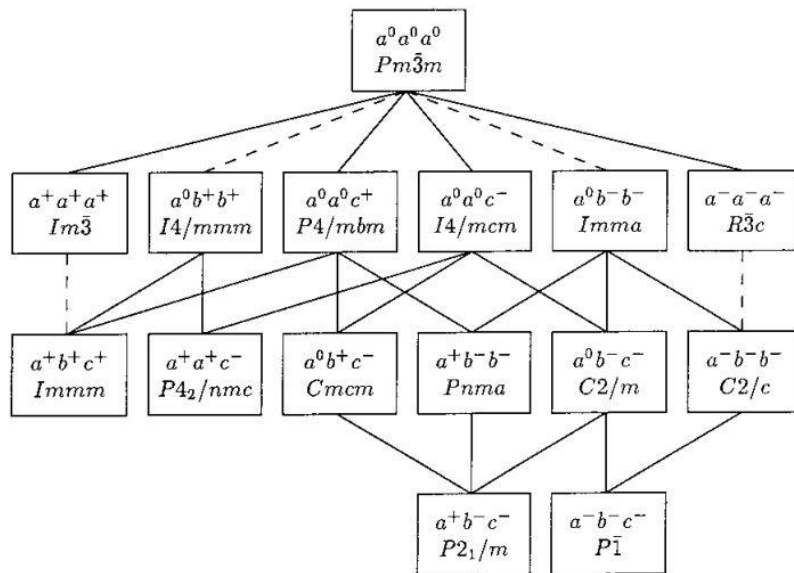 a⁰a⁰a⁰
Pm3̄m
a⁺a⁺a⁺
Im3̄
a⁰b⁺b⁺
I4/mmm
a⁰a⁰c⁺
P4/mbm
a⁰a⁰c⁻
I4/mcm
a⁰b⁻b⁻
Imma
a⁻a⁻a⁻
R3̄c
a⁺b⁺c⁺
Immm
a⁺a⁺c⁻
P4₂/nmc
a⁰b⁺c⁻
Cmcm
a⁺b⁻b⁻
Pnma
a⁰b⁻c⁻
C2/m
a⁻b⁻b⁻
C2/c
a⁺b⁻c⁻
P2₁/m
a⁻b⁻c⁻
P1̄